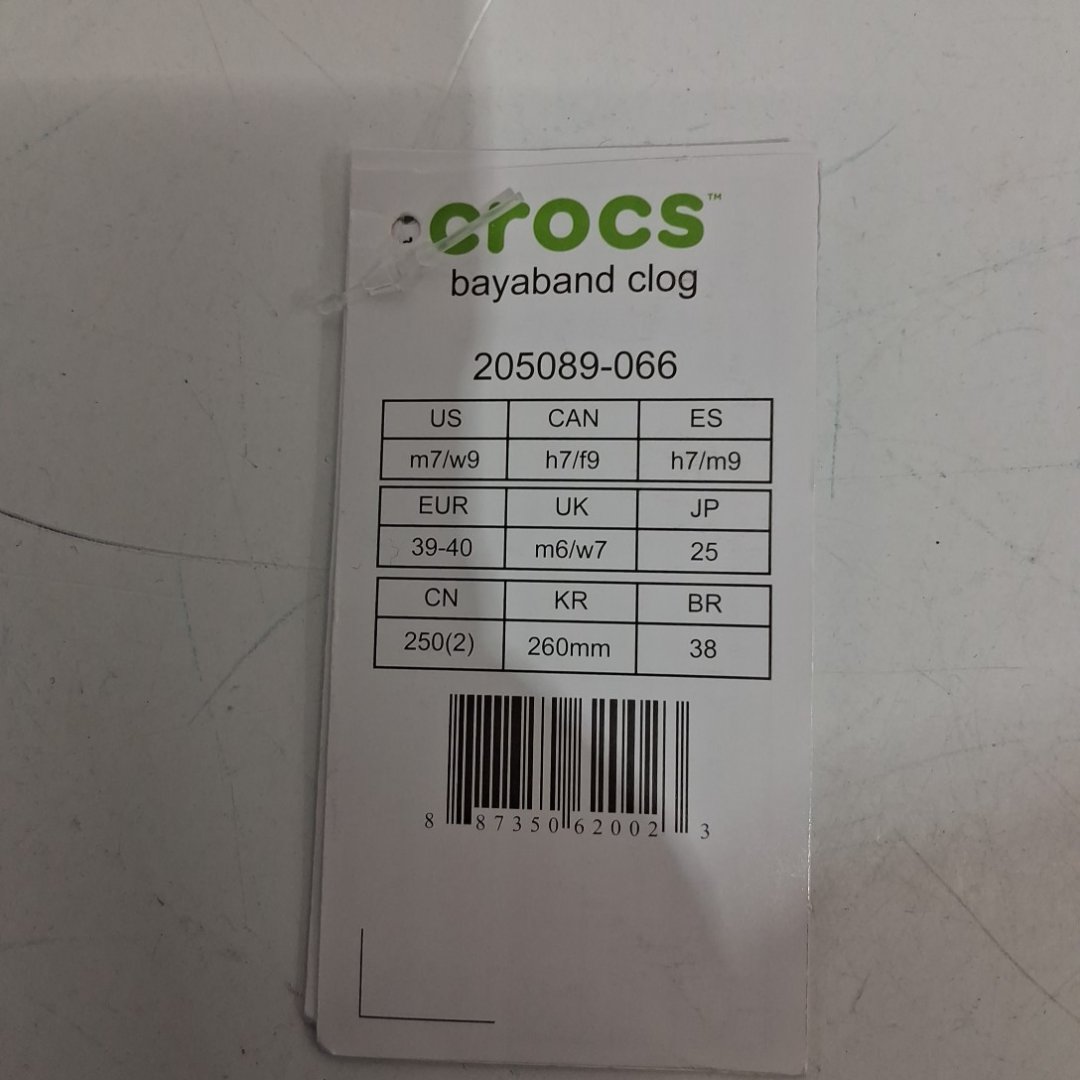 crocs™
bayaband clog
205089-066
US CAN ES
m7/w9 h7/f9 h7/m9
EUR UK JP
39-40 m6/w7 25
CN KR BR
250(2) 260mm 38
8 87350 62002 3